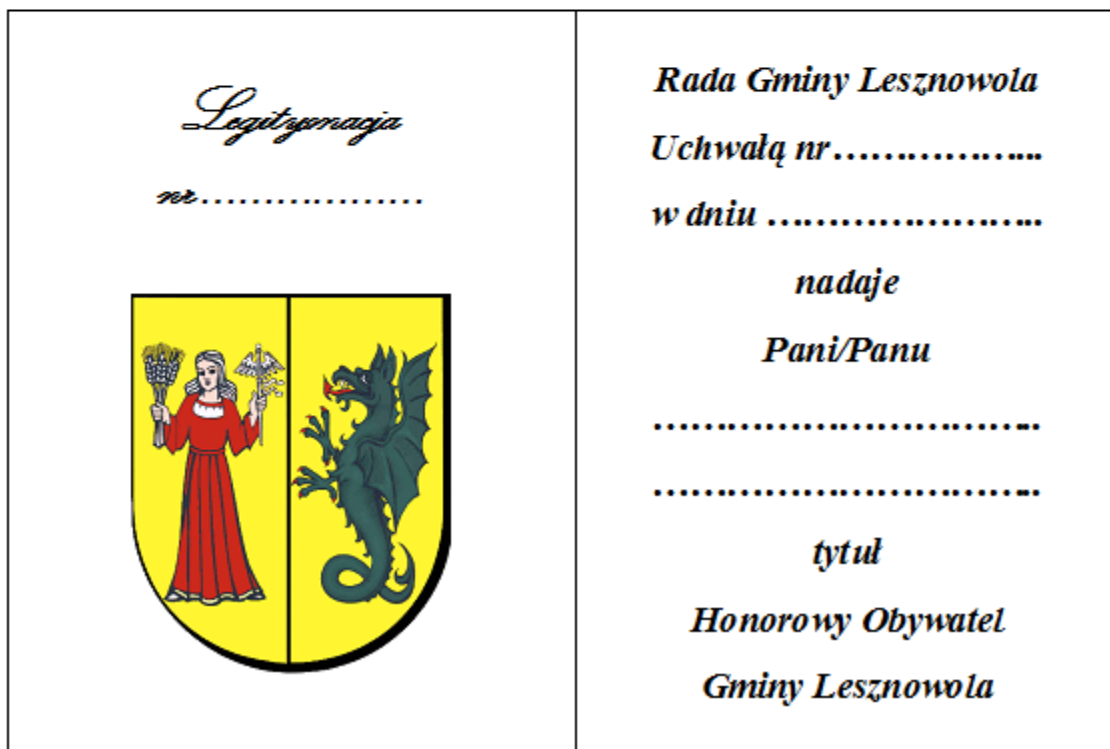 Legitymacja
nr...................
Rada Gminy Lesznowola
Uchwałą nr…………………...
w dniu ……………………..
nadaje
Pani/Panu
……………………………..
……………………………..
tytuł
Honorowy Obywatel
Gminy Lesznowola